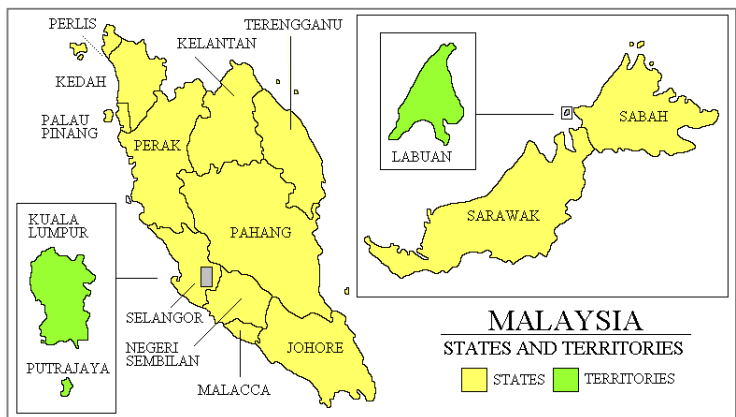 PERLIS
TERENGGANU
KELANTAN
KEDAH
PALAU
PINANG
PERAK
KUALA
LUMPUR
PAHANG
SELANGOR
NEGERI
SEMBILAN
PUTRAJAYA
MALACCA
JOHORE
LABUAN
SABAH
SARAWAK
MALAYSIA
STATES AND TERRITORIES
STATES
TERRITORIES